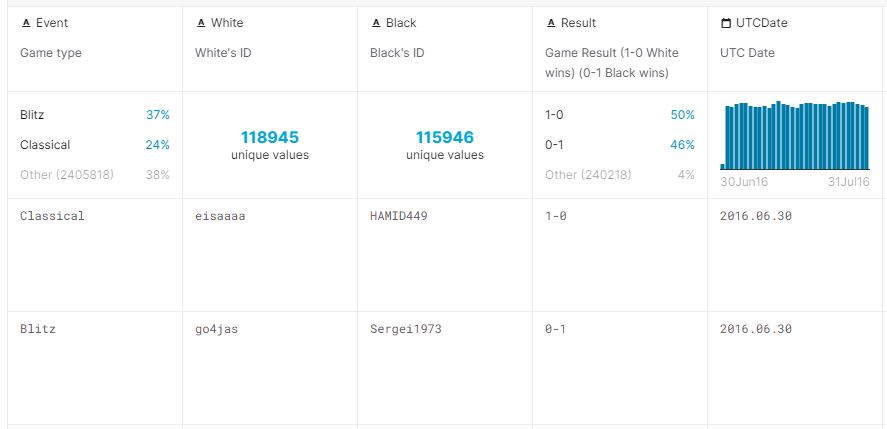 Event
White
Black
Result
UTCDate
Game type
White's ID
Black's ID
Game Result (1-0 White
wins) (0-1 Black wins)
UTC Date
Blitz 37%
Classical 24%
Other (2405818) 38%
118945
unique values
115946
unique values
1-0 50%
0-1 46%
Other (240218) 4%
30Jun16 31Jul16
Classical eisaaaa HAMID449 1-0 2016.06.30
Blitz go4jas Sergei1973 0-1 2016.06.30